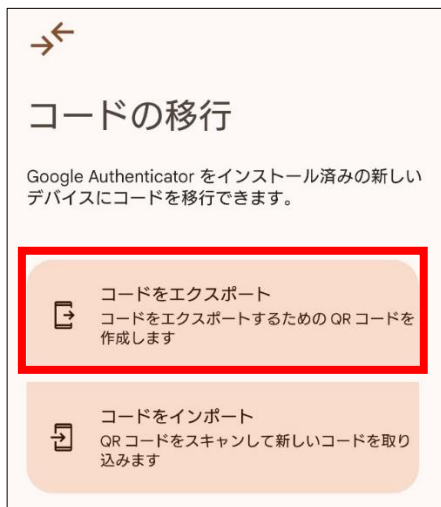 コードの移行
Google Authenticator をインストール済みの新しい
デバイスにコードを移行できます。
コードをエクスポート
コードをエクスポートするための QR コードを
作成します
コードをインポート
QR コードをスキャンして新しいコードを取り
込みます